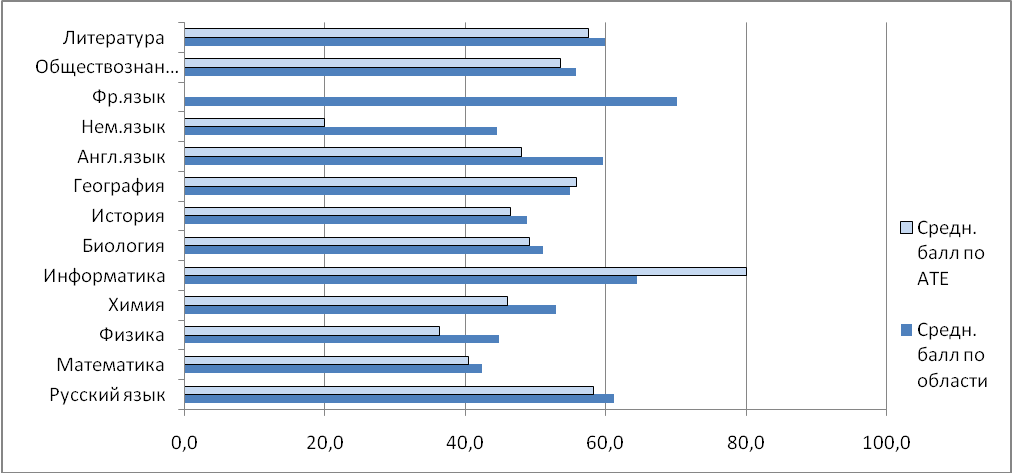 Литература
Обществознан...
Фр.язык
Нем.язык
Англ.язык
География
История
Биология
Информатика
Химия
Физика
Математика
Русский язык
0,0 20,0 40,0 60,0 80,0 100,0
Средн.
балл по
АТЕ
Средн.
балл по
области